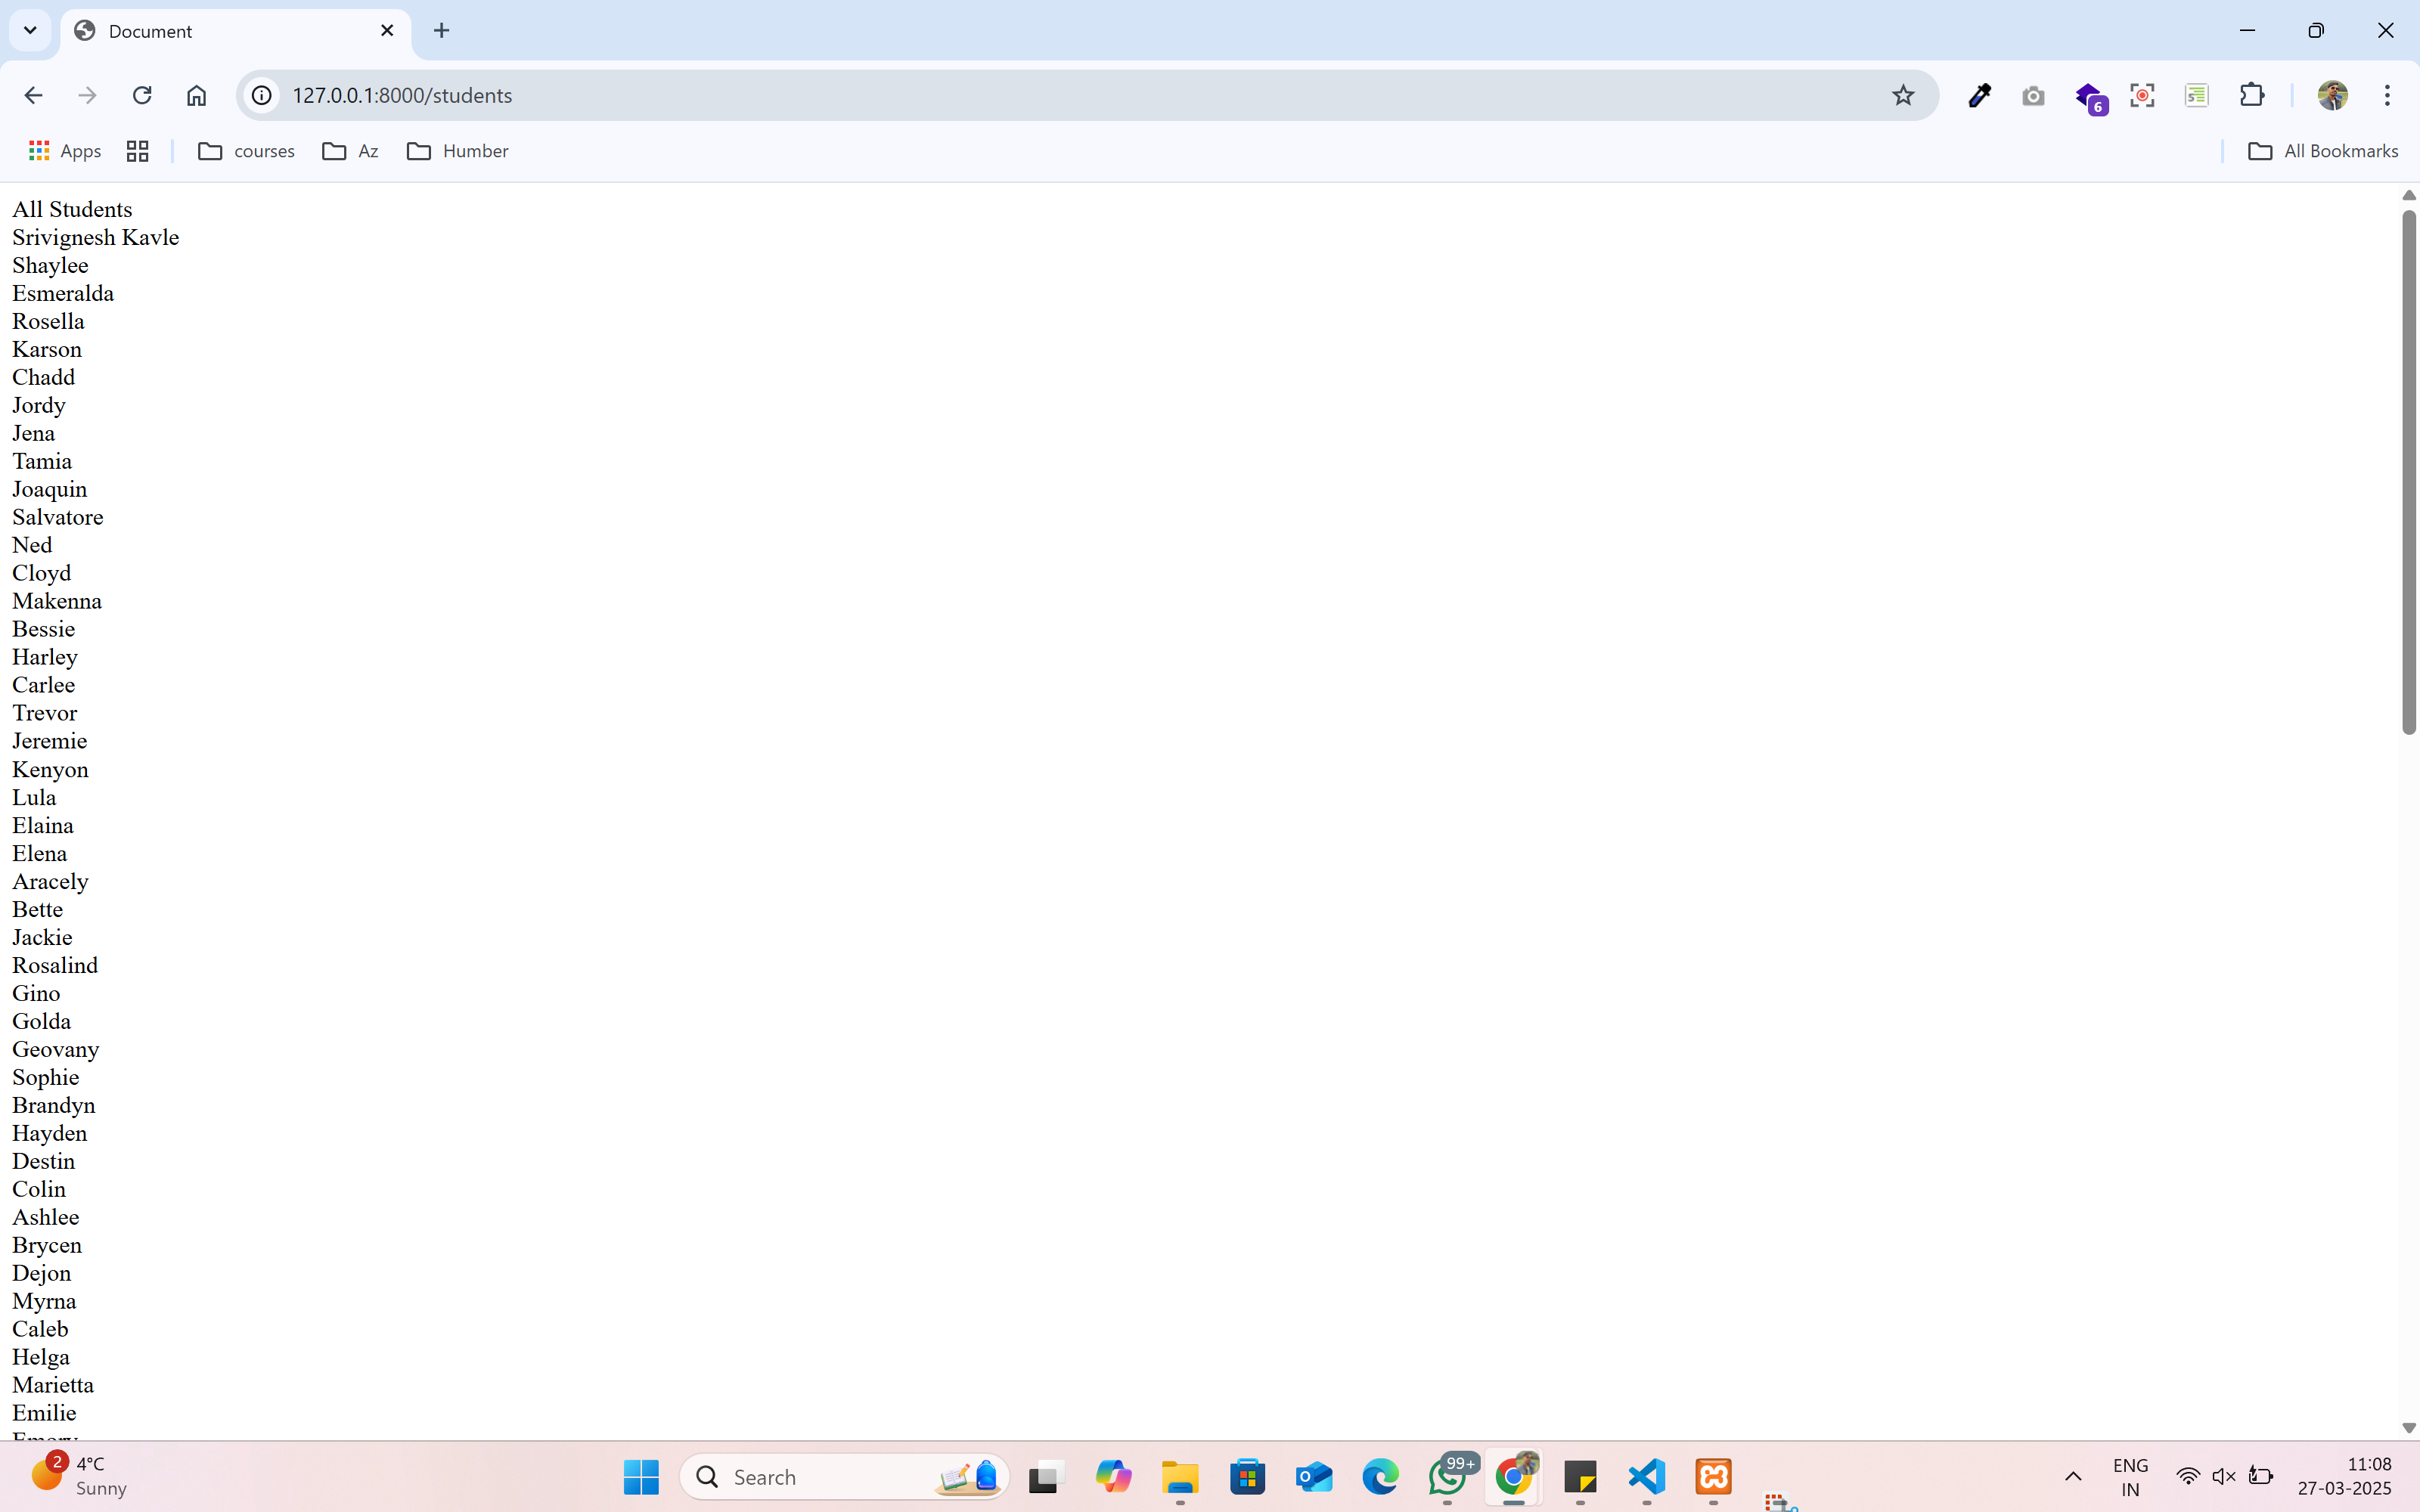 Document
127.0.0.1:8000/students
6
Apps
courses
Az
Humber
All Bookmarks
All Students
Srivignesh Kavle
Shaylee
Esmeralda
Rosella
Karson
Chadd
Jordy
Jena
Tamia
Joaquin
Salvatore
Ned
Cloyd
Makenna
Bessie
Harley
Carlee
Trevor
Jeremie
Kenyon
Lula
Elaina
Elena
Aracely
Bette
Jackie
Rosalind
Gino
Golda
Geovany
Sophie
Brandyn
Hayden
Destin
Colin
Ashlee
Brycen
Dejon
Myrna
Caleb
Helga
Marietta
Emilie
2
4°C
Sunny
Search
99+
ENG
IN
11:08
27-03-2025